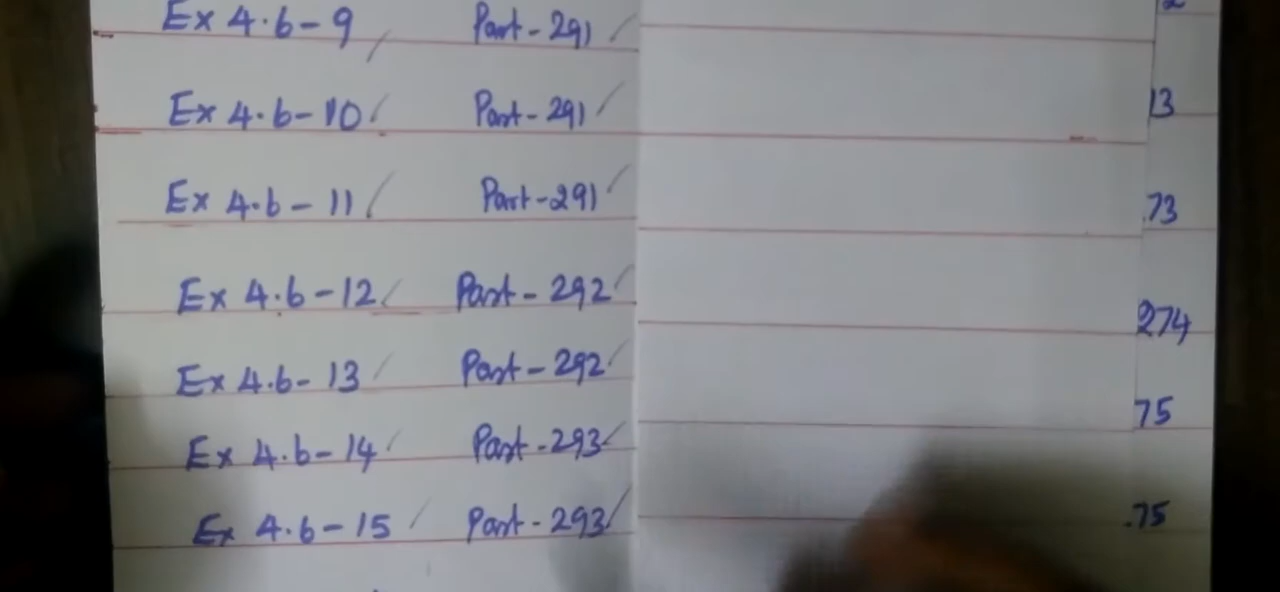 Ex 4.6-9 Part-291
Ex 4.6-10 Part-291
13
Ex 4.6-11 Part-291
73
Ex 4.6-12 Part-292
274
Ex 4.6-13 Part-292
75
Ex 4.6-14 Part-293
Ex 4.6-15 Part-293
75